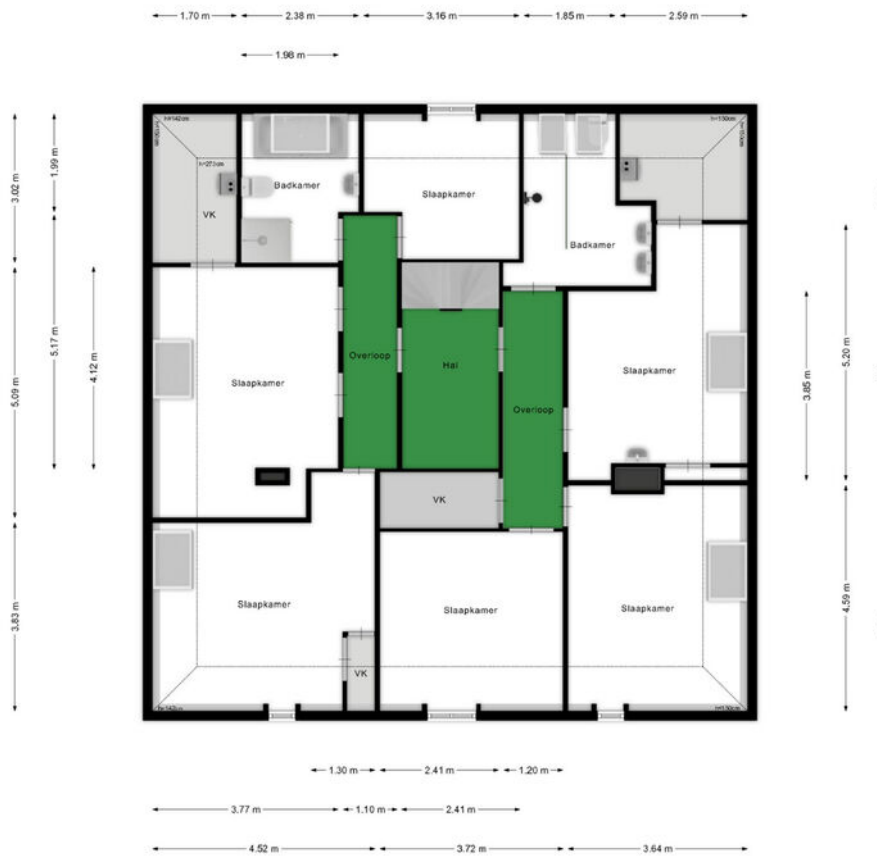 1.70 m
2.38 m
3.16 m
1.85 m
2.59 m
1.98 m
h=142cm
h=150cm
1.99 m
3.02 m
Badkamer
Slaapkamer
VK
Badkamer
5.17 m
5.20 m
4.12 m
Overloop
Hal
Slaapkamer
3.85 m
5.09 m
Slaapkamer
Overloop
VK
4.59 m
3.83 m
Slaapkamer
Slaapkamer
Slaapkamer
VK
1.30 m
2.41 m
1.20 m
3.77 m
1.10 m
2.41 m
4.52 m
3.72 m
3.64 m